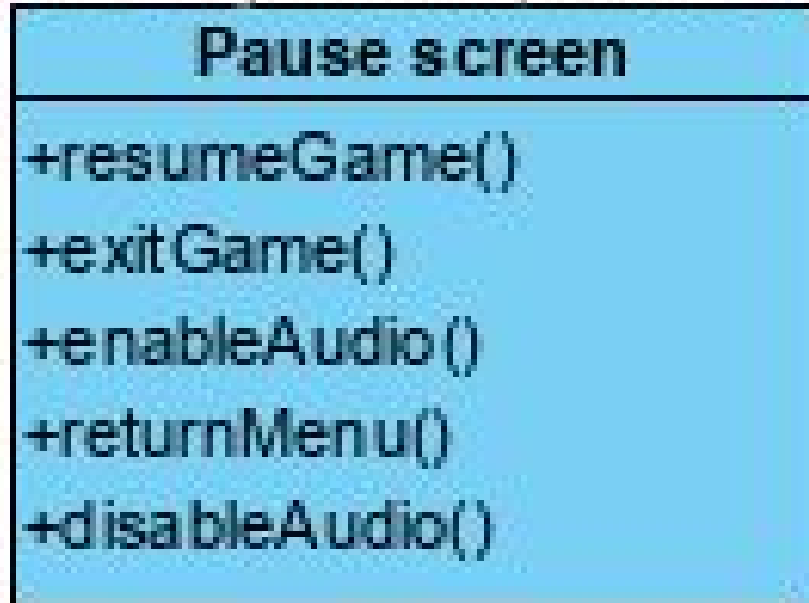 Pause screen
+resumeGame()
+exitGame()
+enableAudio()
+returnMenu()
+disableAudio()